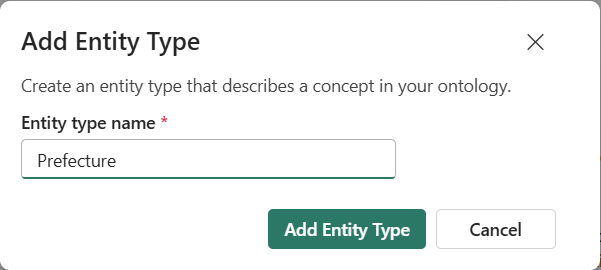 Add Entity Type
Create an entity type that describes a concept in your ontology.
Entity type name *
Prefecture
Add Entity Type
Cancel